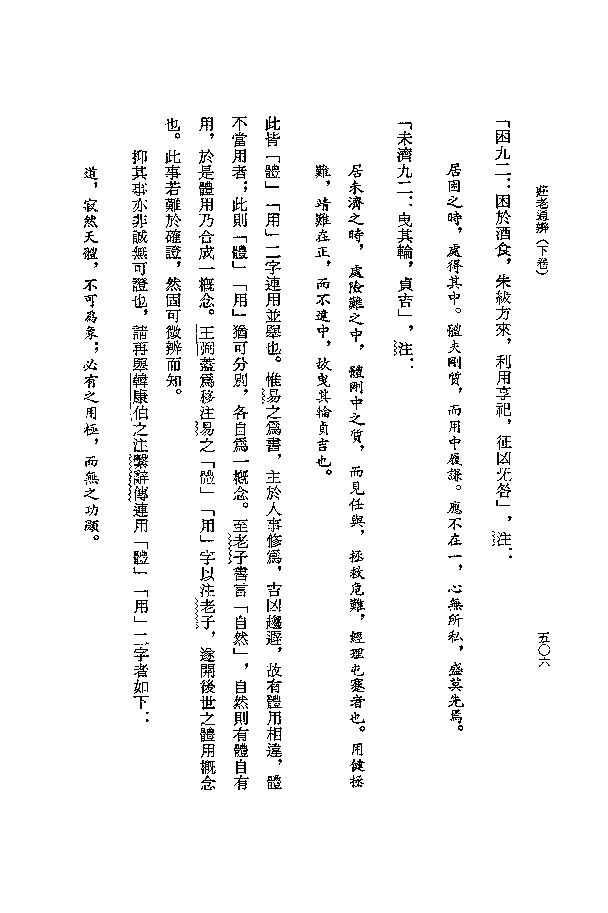 莊老通辨（下卷）
五〇六
「困九二：困於酒食，朱紱方來，利用享祀，征凶无咎」，注：
居困之時，處得其中。體夫剛質，而用中履謙。應不在一，心無所私，盛莫先焉。
「未濟九二：曳其輪，貞吉」，注：
居未濟之時，處險難之中，體剛中之質，而見任與，拯救危難，經理屯蹇者也。用健拯
難，靖難在正，而不違中，故曳其輪貞吉也。
此皆「體」「用」二字連用並舉也。惟易之為書，主於人事修為，吉凶趨避，故有體用相違，體
不當用者；此則「體」「用」猶可分別，各自為一概念。至老子書言「自然」，自然則有體自有
用，於是體用乃合成一概念。王弼蓋為移注易之「體」「用」字以注老子，遂開後世之體用概念
也。此事若難於確證，然固可微辨而知。
抑其事亦非誠無可證也，請再舉韓康伯之注繫辭傳連用「體」「用」二字者如下：
道，寂然天體，不可為象；必有之用極，而無之功顯。